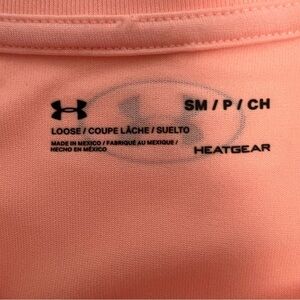 SM / P / CH
LOOSE / COUPE LÂCHE / SUELTO
MADE IN MEXICO / FABRIQUÉ AU MEXIQUE /
HECHO EN MÉXICO
HEATGEAR